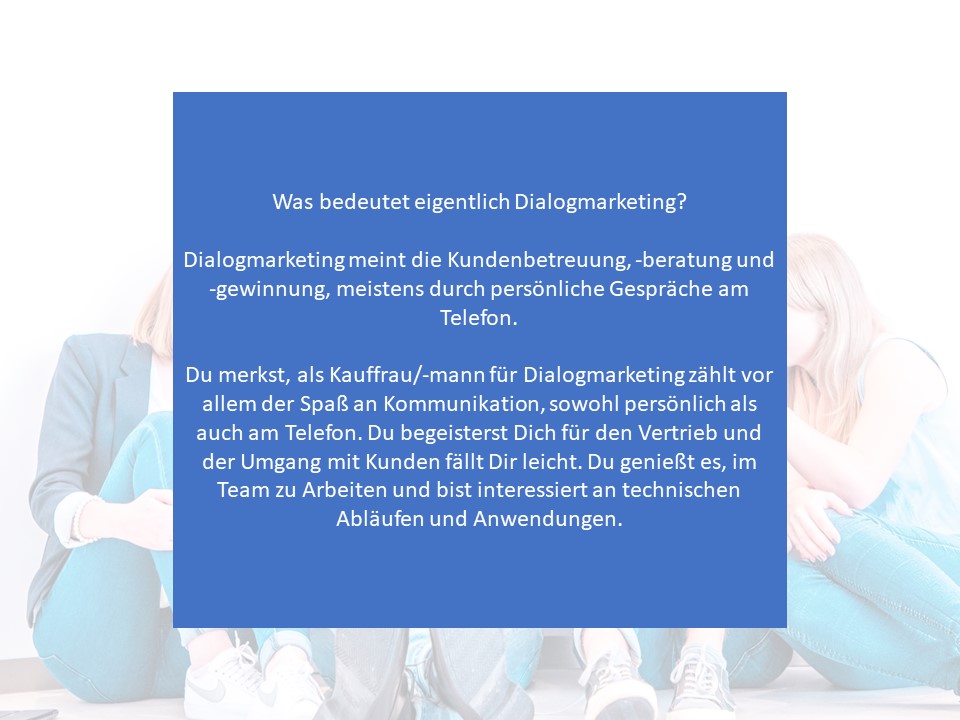 Was bedeutet eigentlich Dialogmarketing?
Dialogmarketing meint die Kundenbetreuung, -beratung und
-gewinnung, meistens durch persönliche Gespräche am
Telefon.
Du merkst, als Kauffrau/-mann für Dialogmarketing zählt vor
allem der Spaß an Kommunikation, sowohl persönlich als
auch am Telefon. Du begeisterst Dich für den Vertrieb und
der Umgang mit Kunden fällt Dir leicht. Du genießt es, im
Team zu Arbeiten und bist interessiert an technischen
Abläufen und Anwendungen.